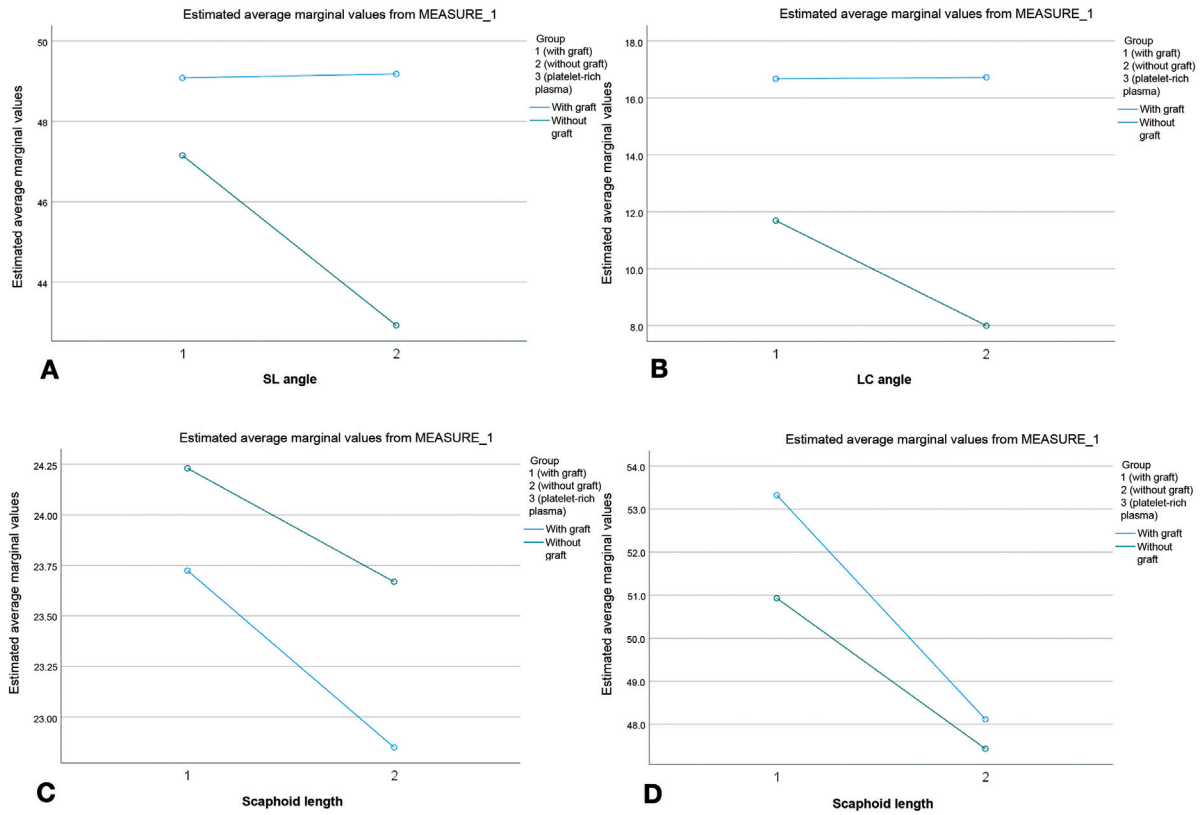 Estimated average marginal values from MEASURE_1
Estimated average marginal values
50
48
46
44
1
2
SL angle
A
Group
1 (with graft)
2 (without graft)
3 (platelet-rich
plasma)
With graft
Without
graft
Estimated average marginal values from MEASURE_1
Estimated average marginal values
18.0
16.0
14.0
12.0
10.0
8.0
1
2
LC angle
B
Group
1 (with graft)
2 (without graft)
3 (platelet-rich
plasma)
With graft
Without
graft
Estimated average marginal values from MEASURE_1
Estimated average marginal values
24.25
24.00
23.75
23.50
23.25
23.00
1
2
Scaphoid length
C
Group
1 (with graft)
2 (without graft)
3 (platelet-rich
plasma)
With graft
Without
graft
Estimated average marginal values from MEASURE_1
Estimated average marginal values
54.0
53.0
52.0
51.0
50.0
49.0
48.0
1
2
Scaphoid length
D
Group
1 (with graft)
2 (without graft)
3 (platelet-rich
plasma)
With graft
Without
graft